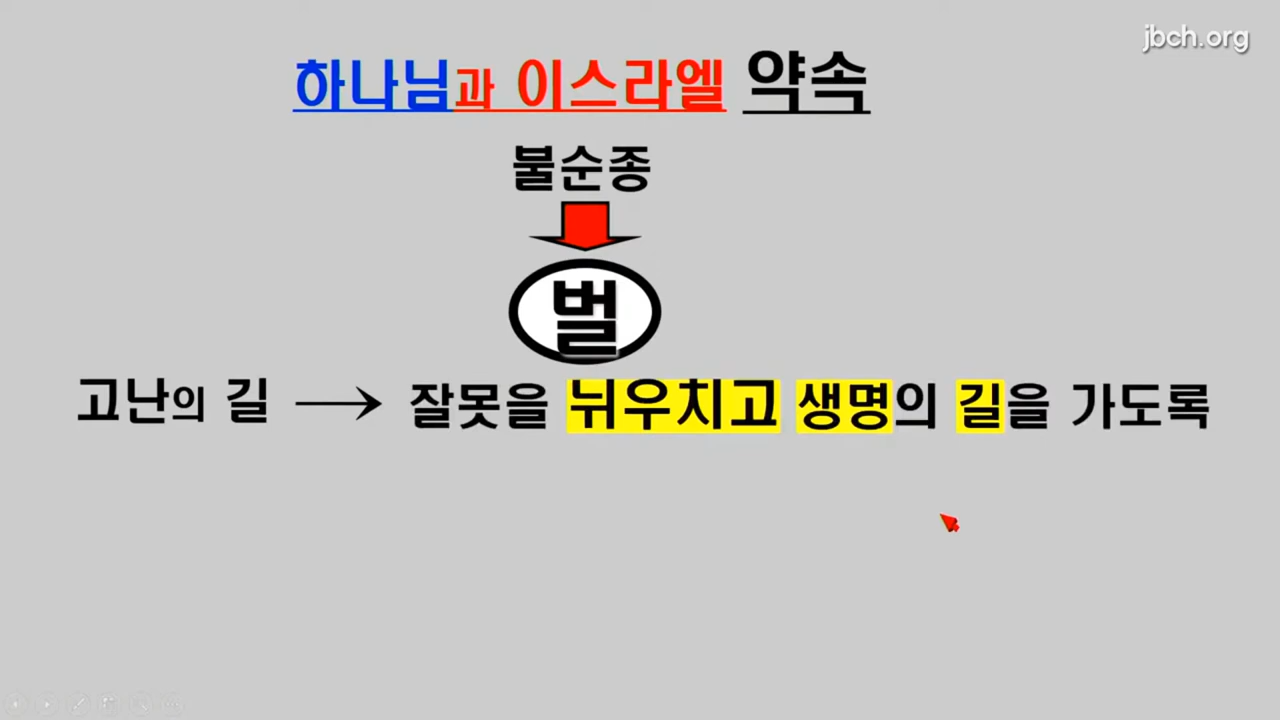 jbch.org
하나님과 이스라엘 약속
불순종
벌
고난의 길 → 잘못을 뉘우치고 생명의 길을 가도록